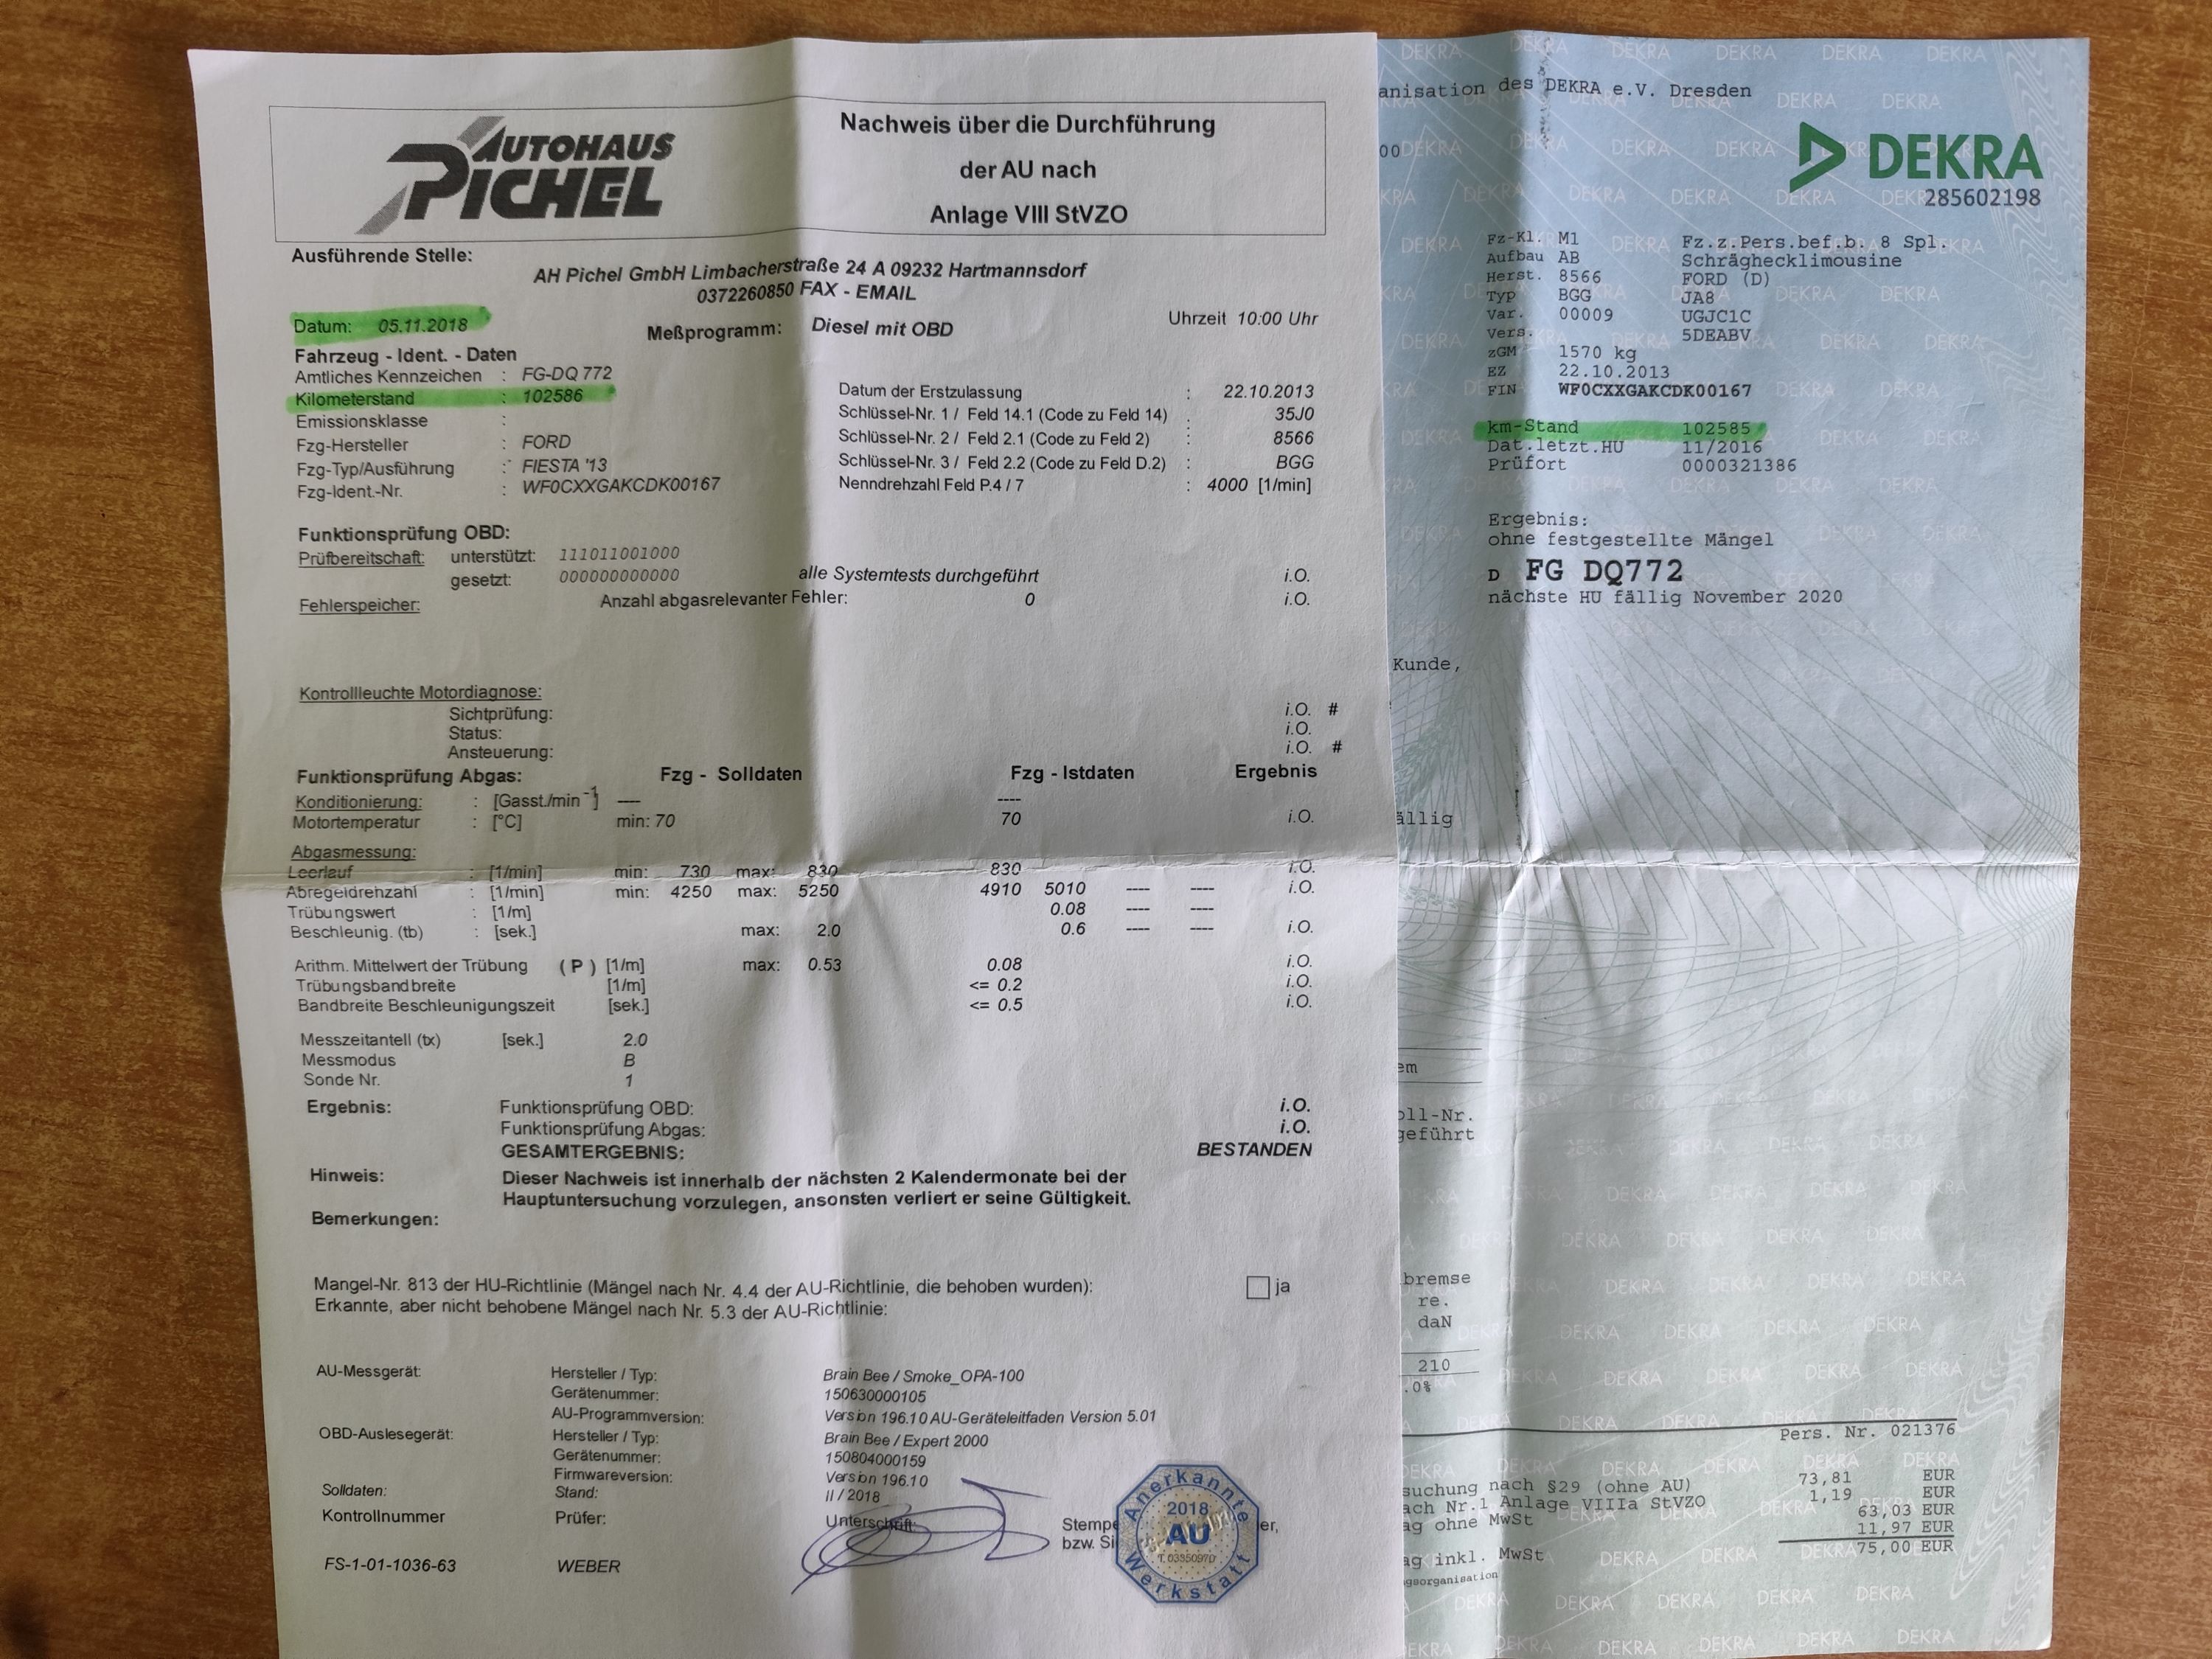 AUTOHAUS
PICHEL
Nachweis über die Durchführung
der AU nach
Anlage VIII StVZO
Ausführende Stelle:
AH Pichel GmbH Limbacherstraße 24 A 09232 Hartmannsdorf
0372260850 FAX - EMAIL
Datum: 05.11.2018 Meßprogramm: Diesel mit OBD Uhrzeit 10:00 Uhr
Fahrzeug - Ident. - Daten
Amtliches Kennzeichen : FG-DQ 772
Kilometerstand : 102586
Emissionsklasse :
Fzg-Hersteller : FORD
Fzg-Typ/Ausführung : FIESTA '13
Fzg-Ident.-Nr. : WF0CXXGAKCDK00167
Datum der Erstzulassung : 22.10.2013
Schlüssel-Nr. 1 / Feld 14.1 (Code zu Feld 14) : 35J0
Schlüssel-Nr. 2 / Feld 2.1 (Code zu Feld 2) : 8566
Schlüssel-Nr. 3 / Feld 2.2 (Code zu Feld D.2) : BGG
Nenndrehzahl Feld P.4 / 7 : 4000 [1/min]
Funktionsprüfung OBD:
Prüfbereitschaft: unterstützt: 111011001000
gesetzt: 000000000000 alle Systemtests durchgeführt i.O.
Fehlerspeicher: Anzahl abgasrelevanter Fehler: 0 i.O.
Kontrollleuchte Motordiagnose:
Sichtprüfung: i.O. #
Status: i.O.
Ansteuerung: i.O. #
Funktionsprüfung Abgas: Fzg - Solldaten Fzg - Istdaten Ergebnis
Konditionierung: : [Gasst./min⁻¹] ---- ----
Motortemperatur : [°C] min: 70 70 i.O.
Abgasmessung:
Leerlauf : [1/min] min: 730 max: 830 830 i.O.
Abregeldrehzahl : [1/min] min: 4250 max: 5250 4910 5010 ---- ---- i.O.
Trübungswert : [1/m] 0.08 ---- ----
Beschleunig. (tb) : [sek.] max: 2.0 0.6 ---- ---- i.O.
Arithm. Mittelwert der Trübung ( P ) [1/m] max: 0.53 0.08 i.O.
Trübungsbandbreite [1/m] <= 0.2 i.O.
Bandbreite Beschleunigungszeit [sek.] <= 0.5 i.O.
Messzeitantell (tx) [sek.] 2.0
Messmodus B
Sonde Nr. 1
Ergebnis: Funktionsprüfung OBD: i.O.
Funktionsprüfung Abgas: i.O.
GESAMTERGEBNIS: BESTANDEN
Hinweis: Dieser Nachweis ist innerhalb der nächsten 2 Kalendermonate bei der
Hauptuntersuchung vorzulegen, ansonsten verliert er seine Gültigkeit.
Bemerkungen:
Mangel-Nr. 813 der HU-Richtlinie (Mängel nach Nr. 4.4 der AU-Richtlinie, die behoben wurden): ja
Erkannte, aber nicht behobene Mängel nach Nr. 5.3 der AU-Richtlinie:
AU-Messgerät: Hersteller / Typ: Brain Bee / Smoke_OPA-100
Gerätenummer: 150630000105
AU-Programmversion: Version 196.10 AU-Geräteleitfaden Version 5.01
OBD-Auslesegerät: Hersteller / Typ: Brain Bee / Expert 2000
Gerätenummer: 150804000159
Firmwareversion: Version 196.10
Solldaten: Stand: II / 2018
Kontrollnummer Prüfer: Unterschrift: Stempe er,
bzw. Si
FS-1-01-1036-63 WEBER
Anerkannte
2018
AU
Werkstatt
anisation des DEKRA e.V. Dresden
00
DEKRA
285602198
Fz-Kl. M1 Fz.z.Pers.bef.b. 8 Spl.
Aufbau AB Schräghecklimousine
Herst. 8566 FORD (D)
Typ BGG JA8
Var. 00009 UGJC1C
Vers. 5DEABV
zGM 1570 kg
EZ 22.10.2013
FIN WF0CXXGAKCDK00167
km-Stand 102585
Dat.letzt.HU 11/2016
Prüfort 0000321386
Ergebnis:
ohne festgestellte Mängel
D FG DQ772
nächste HU fällig November 2020
Kunde,
ällig
em
oll-Nr.
geführt
bremse
re.
daN
210
.0%
Pers. Nr. 021376
suchung nach §29 (ohne AU) 73,81 EUR
ach Nr.1 Anlage VIIIa StVZO 1,19 EUR
ag ohne MwSt 63,03 EUR
11,97 EUR
ag inkl. MwSt 75,00 EUR
gsorganisation